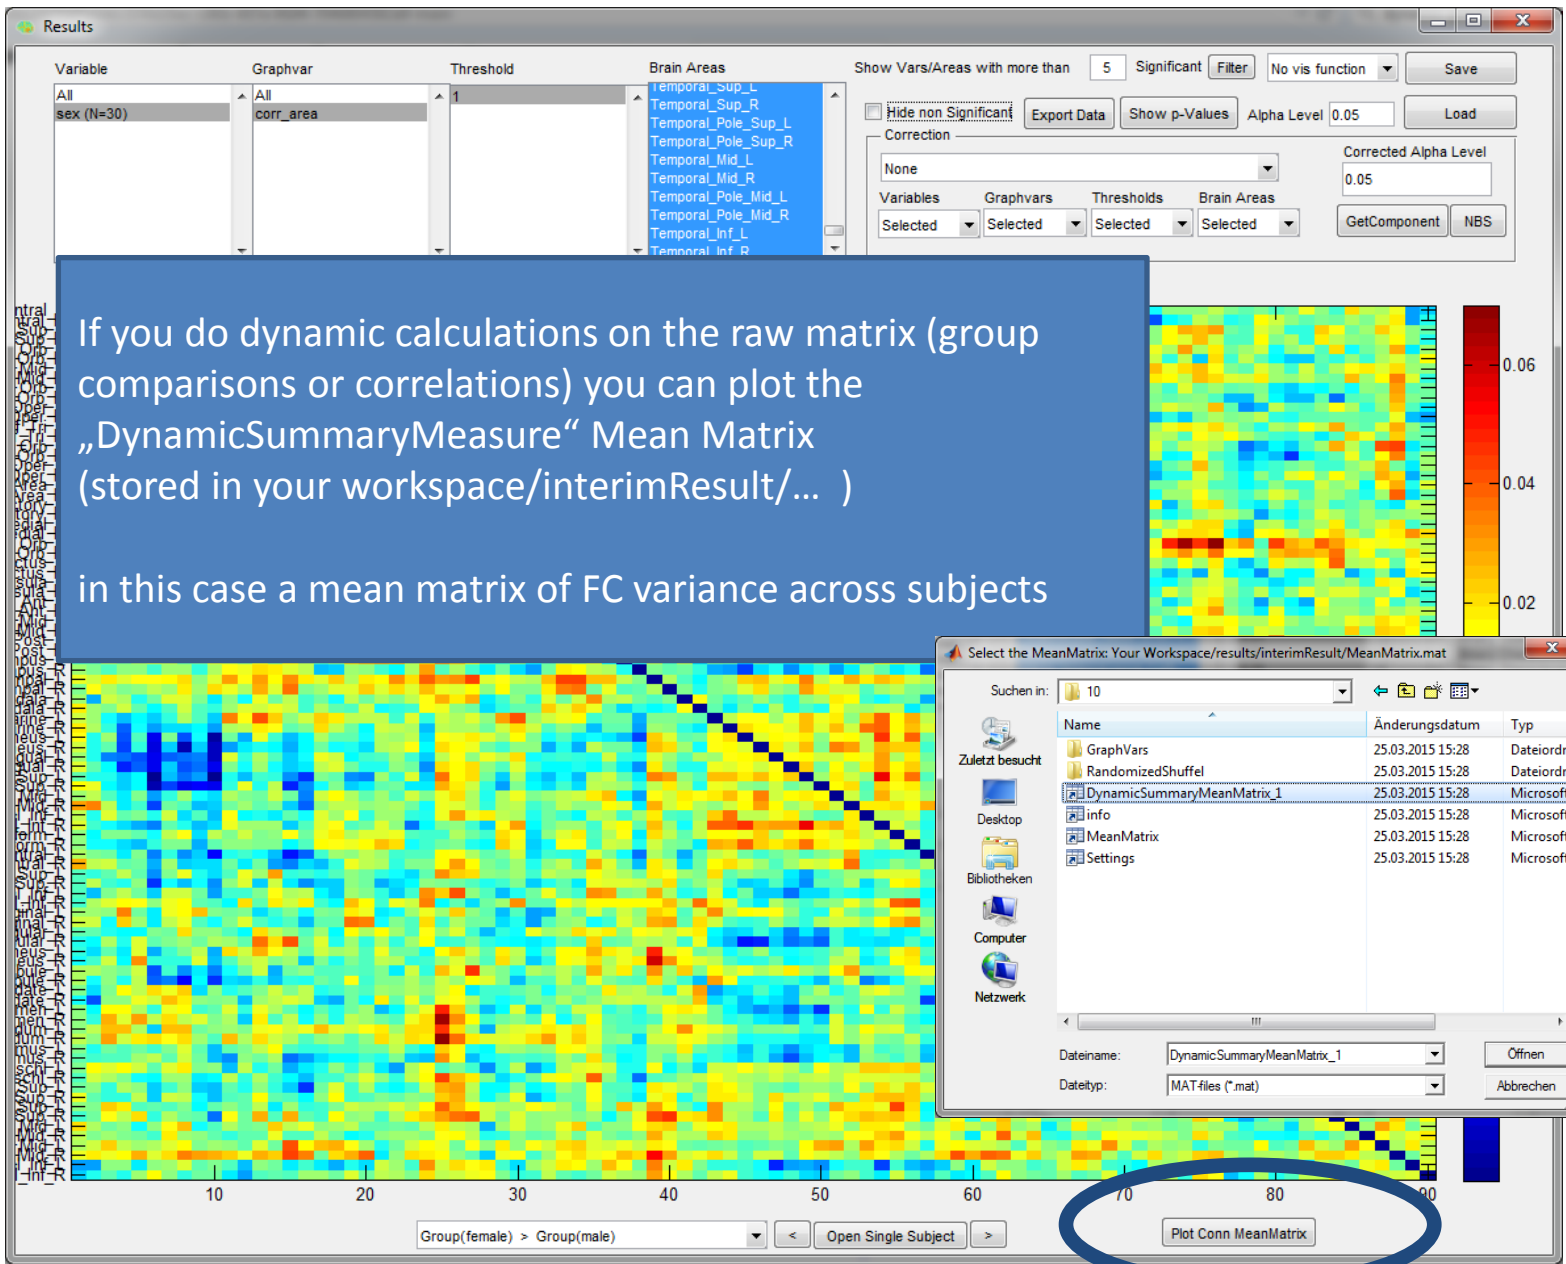 Results
Variable
Graphvar
Threshold
Brain Areas
Show Vars/Areas with more than 5 Significant Filter No vis function Save
All
sex (N=30)
All
corr_area
1
Temporal_Sup_L
Temporal_Sup_R
Temporal_Pole_Sup_L
Temporal_Pole_Sup_R
Temporal_Mid_L
Temporal_Mid_R
Temporal_Pole_Mid_L
Temporal_Pole_Mid_R
Temporal_Inf_L
Temporal_Inf_R
Hide non Significant Export Data Show p-Values Alpha Level 0.05 Load
Correction
None
Corrected Alpha Level
0.05
Variables Graphvars Thresholds Brain Areas
Selected Selected Selected Selected
GetComponent NBS
If you do dynamic calculations on the raw matrix (group
comparisons or correlations) you can plot the
„DynamicSummaryMeasure“ Mean Matrix
(stored in your workspace/interimResult/... )
in this case a mean matrix of FC variance across subjects
0.06
0.04
0.02
Select the MeanMatrix: Your Workspace/results/interimResult/MeanMatrix.mat
Suchen in: 10
Name Änderungsdatum Typ
GraphVars 25.03.2015 15:28 Dateiordr
RandomizedShuffel 25.03.2015 15:28 Dateiordr
DynamicSummaryMeanMatrix_1 25.03.2015 15:28 Microsoft
info 25.03.2015 15:28 Microsoft
MeanMatrix 25.03.2015 15:28 Microsoft
Settings 25.03.2015 15:28 Microsoft
Zuletzt besucht
Desktop
Bibliotheken
Computer
Netzwerk
Dateiname: DynamicSummaryMeanMatrix_1 Öffnen
Dateityp: MAT-files (*.mat) Abbrechen
10 20 30 40 50 60 70 80 90
Group(female) > Group(male) < Open Single Subject > Plot Conn MeanMatrix